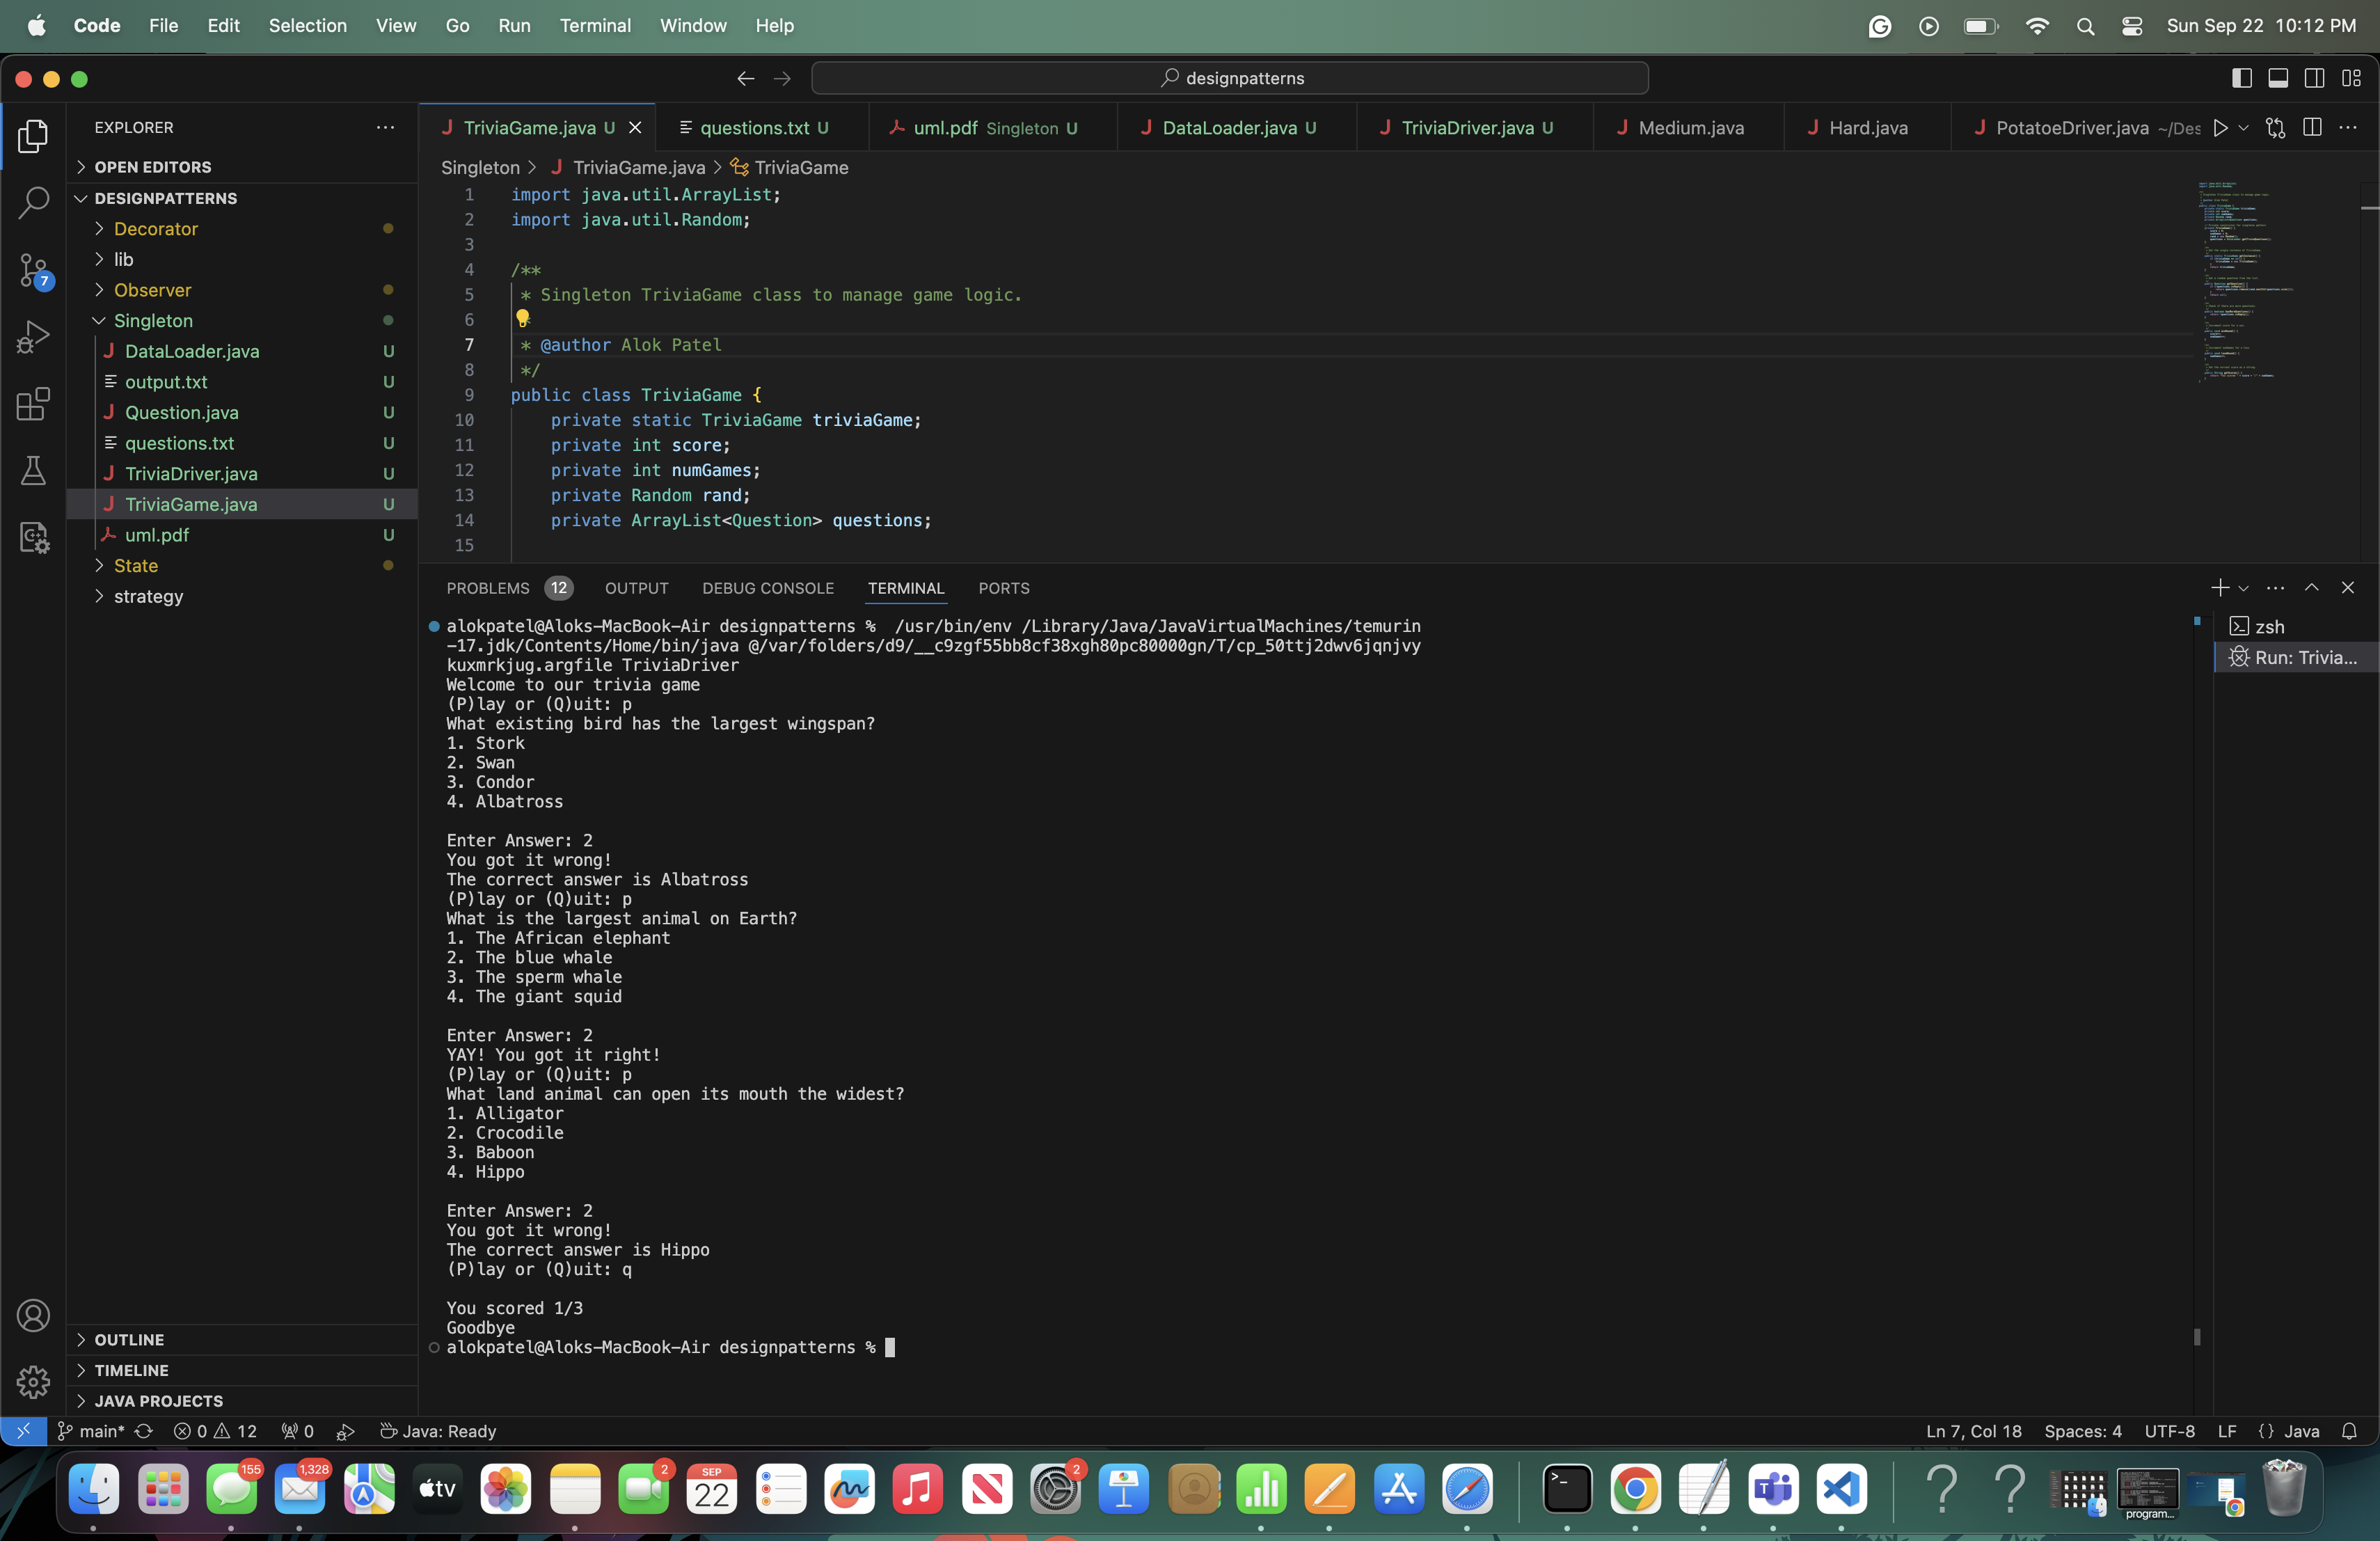 Code File Edit Selection View Go Run Terminal Window Help
Sun Sep 22 10:12 PM
designpatterns
EXPLORER
OPEN EDITORS
DESIGNPATTERNS
Decorator
lib
Observer
Singleton
DataLoader.java U
output.txt U
Question.java U
questions.txt U
TriviaDriver.java U
TriviaGame.java U
uml.pdf U
State
strategy
OUTLINE
TIMELINE
JAVA PROJECTS
7
TriviaGame.java U
questions.txt U
uml.pdf Singleton U
DataLoader.java U
TriviaDriver.java U
Medium.java
Hard.java
PotatoeDriver.java ~/Des
Singleton > TriviaGame.java > TriviaGame
1 import java.util.ArrayList;
2 import java.util.Random;
3
4 /**
5 * Singleton TriviaGame class to manage game logic.
6
7 * @author Alok Patel
8 */
9 public class TriviaGame {
10 private static TriviaGame triviaGame;
11 private int score;
12 private int numGames;
13 private Random rand;
14 private ArrayList<Question> questions;
15
PROBLEMS 12 OUTPUT DEBUG CONSOLE TERMINAL PORTS
zsh
Run: Trivia...
alokpatel@Aloks-MacBook-Air designpatterns % /usr/bin/env /Library/Java/JavaVirtualMachines/temurin
-17.jdk/Contents/Home/bin/java @/var/folders/d9/__c9zgf55bb8cf38xgh80pc80000gn/T/cp_50ttj2dwv6jqnjvy
kuxmrkjug.argfile TriviaDriver
Welcome to our trivia game
(P)lay or (Q)uit: p
What existing bird has the largest wingspan?
1. Stork
2. Swan
3. Condor
4. Albatross
Enter Answer: 2
You got it wrong!
The correct answer is Albatross
(P)lay or (Q)uit: p
What is the largest animal on Earth?
1. The African elephant
2. The blue whale
3. The sperm whale
4. The giant squid
Enter Answer: 2
YAY! You got it right!
(P)lay or (Q)uit: p
What land animal can open its mouth the widest?
1. Alligator
2. Crocodile
3. Baboon
4. Hippo
Enter Answer: 2
You got it wrong!
The correct answer is Hippo
(P)lay or (Q)uit: q
You scored 1/3
Goodbye
alokpatel@Aloks-MacBook-Air designpatterns %
main* 0 12 0 Java: Ready
Ln 7, Col 18 Spaces: 4 UTF-8 LF {} Java
155
1,328
tv
2
SEP
22
2
program...